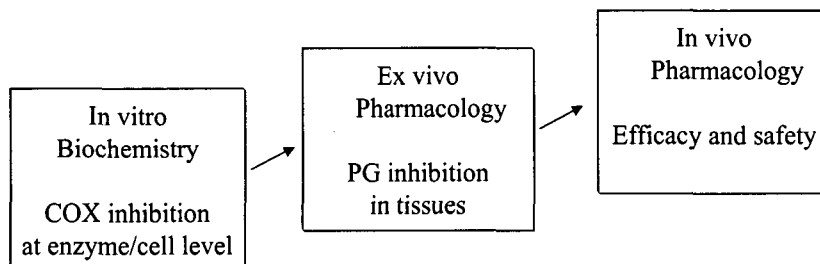 In vitro
Biochemistry
COX inhibition
at enzyme/cell level
Ex vivo
Pharmacology
PG inhibition
in tissues
In vivo
Pharmacology
Efficacy and safety